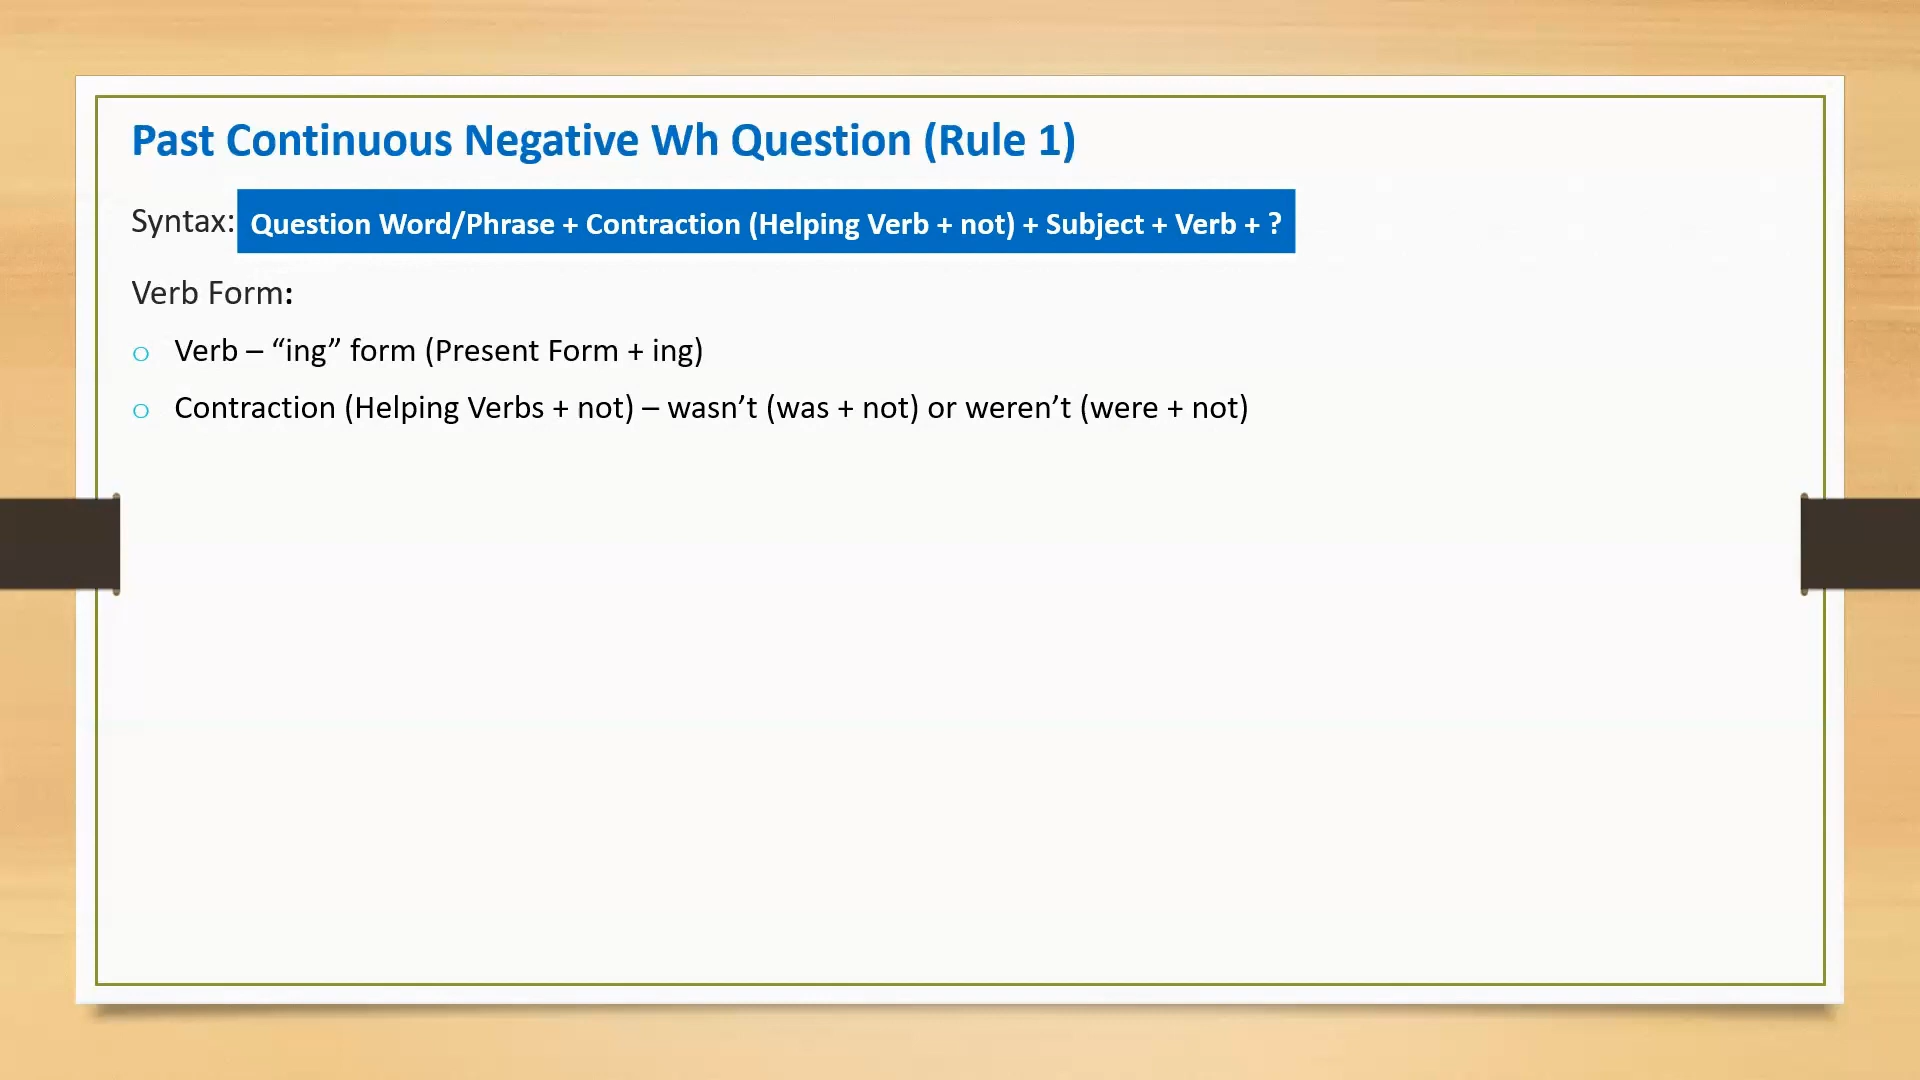 Past Continuous Negative Wh Question (Rule 1)
Syntax: Question Word/Phrase + Contraction (Helping Verb + not) + Subject + Verb + ?
Verb Form:
o Verb – “ing” form (Present Form + ing)
o Contraction (Helping Verbs + not) – wasn’t (was + not) or weren’t (were + not)